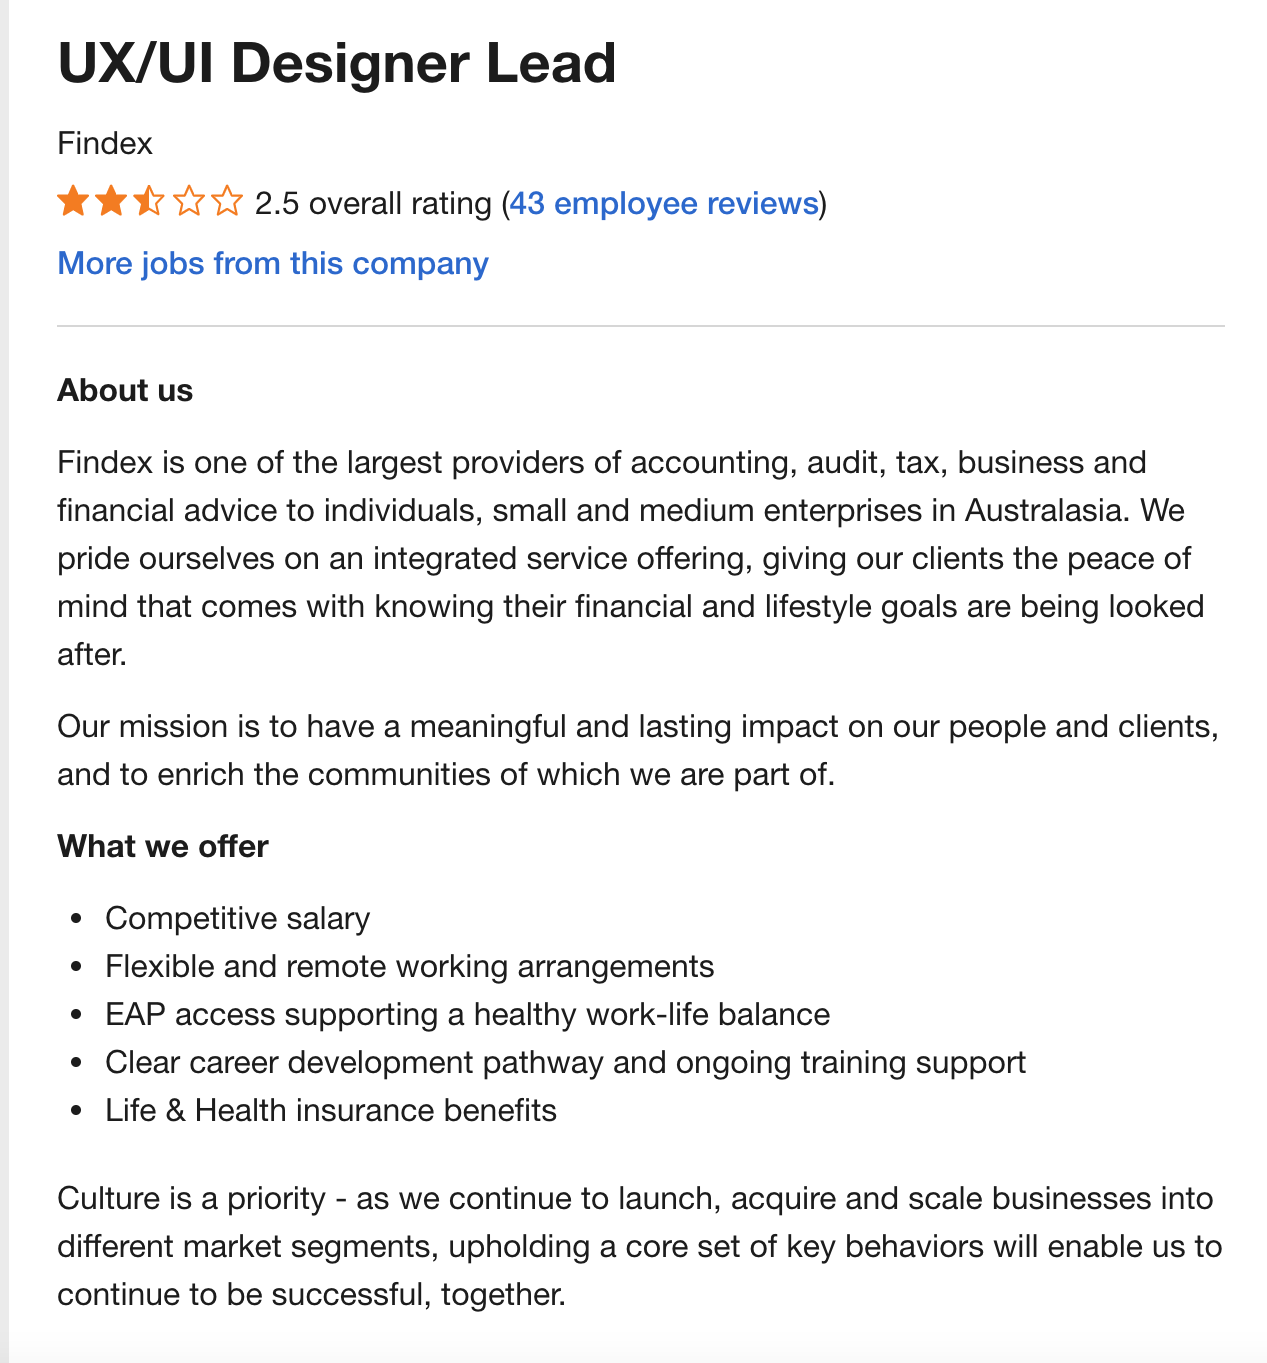 UX/UI Designer Lead
Findex
2.5 overall rating (43 employee reviews)
More jobs from this company
About us
Findex is one of the largest providers of accounting, audit, tax, business and
financial advice to individuals, small and medium enterprises in Australasia. We
pride ourselves on an integrated service offering, giving our clients the peace of
mind that comes with knowing their financial and lifestyle goals are being looked
after.
Our mission is to have a meaningful and lasting impact on our people and clients,
and to enrich the communities of which we are part of.
What we offer
• Competitive salary
• Flexible and remote working arrangements
• EAP access supporting a healthy work-life balance
• Clear career development pathway and ongoing training support
• Life & Health insurance benefits
Culture is a priority - as we continue to launch, acquire and scale businesses into
different market segments, upholding a core set of key behaviors will enable us to
continue to be successful, together.